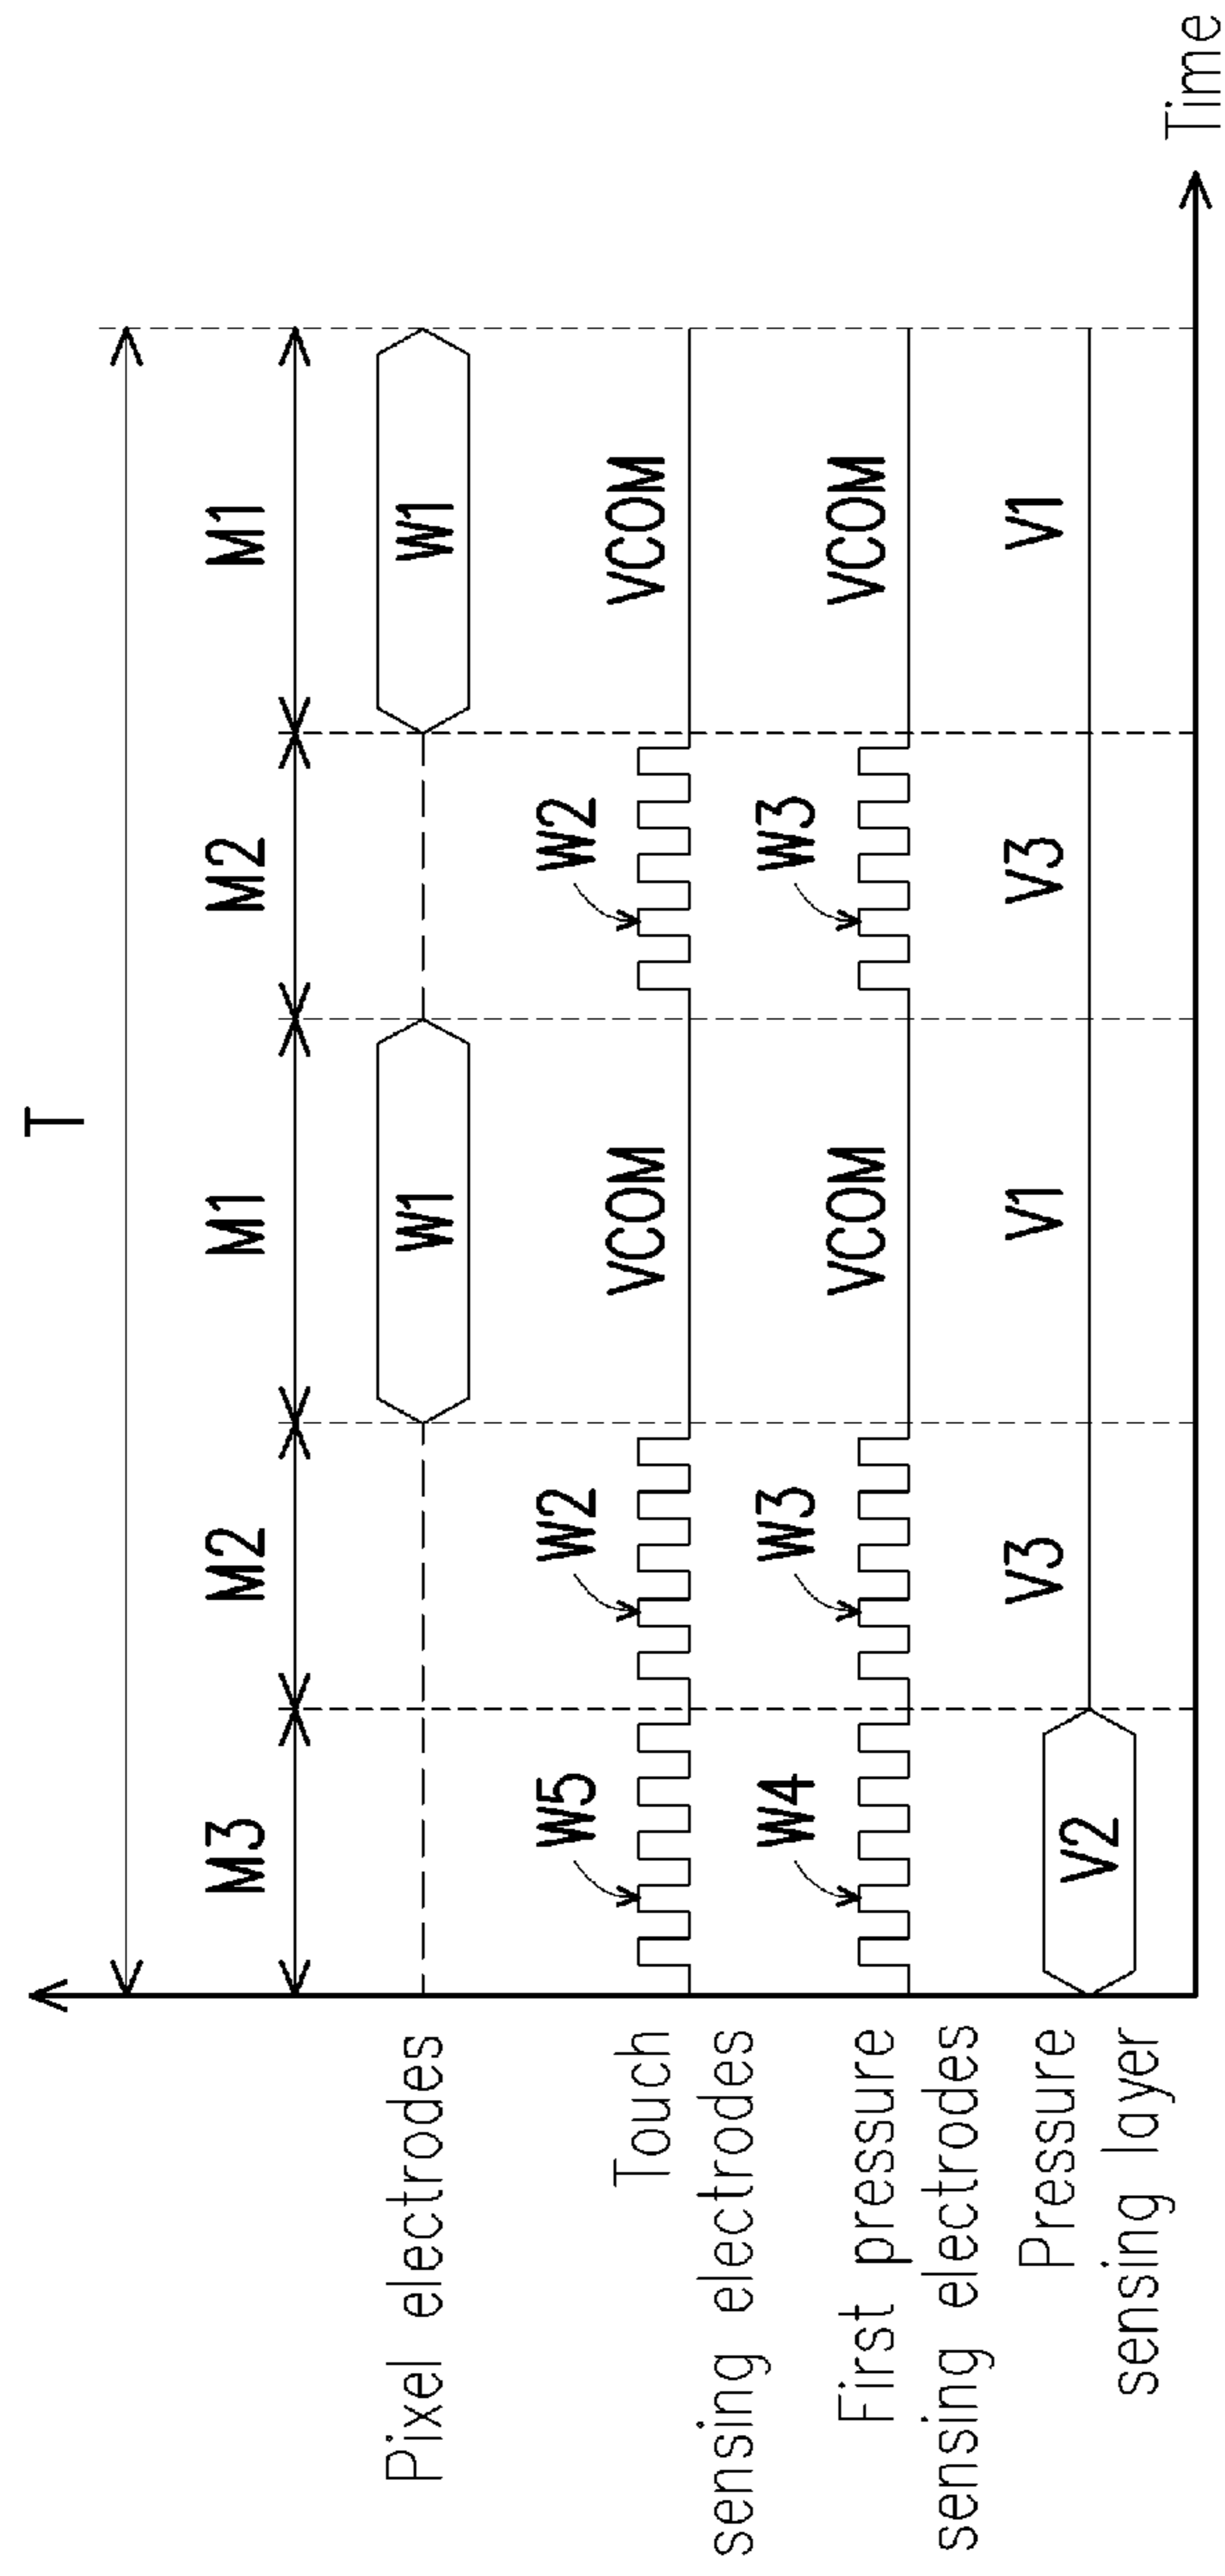 T
M3
M2
M1
M2
M1
Pixel electrodes
W1
W1
Touch
sensing electrodes
W5
W2
VCOM
W2
VCOM
First pressure
sensing electrodes
W4
W3
VCOM
W3
VCOM
Pressure
sensing layer
V2
V3
V1
V3
V1
Time